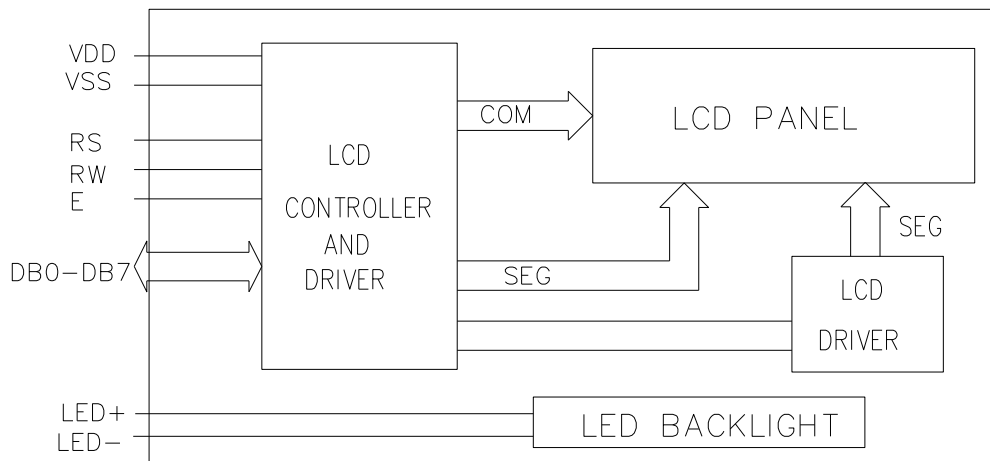 VDD
VSS
RS
RW
E
DB0-DB7
LED+
LED-
LCD
CONTROLLER
AND
DRIVER
COM
SEG
LCD PANEL
SEG
LCD
DRIVER
LED BACKLIGHT